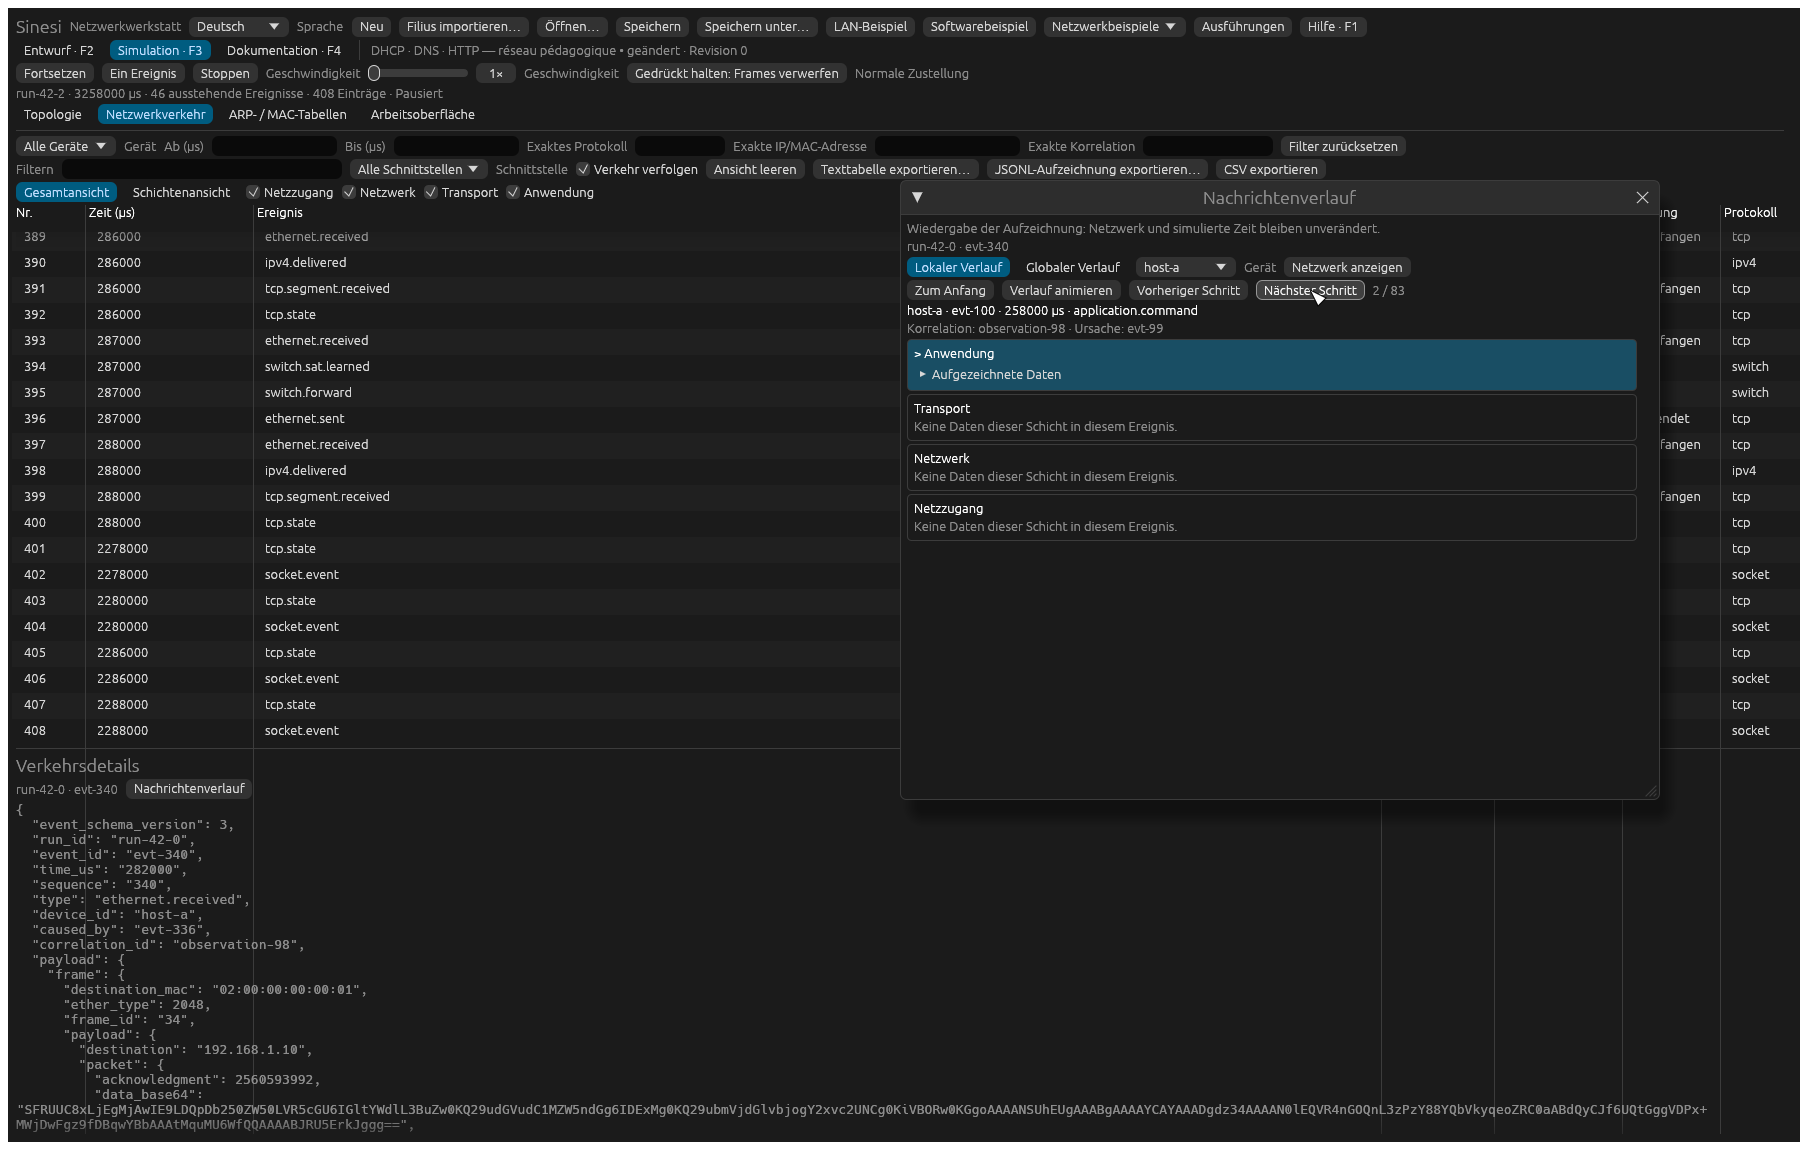 Sinesi Netzwerkwerkstatt Deutsch ▼ Sprache Neu Filius importieren… Öffnen… Speichern Speichern unter… LAN-Beispiel Softwarebeispiel Netzwerkbeispiele ▼ Ausführungen Hilfe · F1
Entwurf · F2 Simulation · F3 Dokumentation · F4 DHCP · DNS · HTTP — réseau pédagogique • geändert · Revision 0
Fortsetzen Ein Ereignis Stoppen Geschwindigkeit 1× Geschwindigkeit Gedrückt halten: Frames verwerfen Normale Zustellung
run-42-2 · 3258000 µs · 46 ausstehende Ereignisse · 408 Einträge · Pausiert
Topologie Netzwerkverkehr ARP- / MAC-Tabellen Arbeitsoberfläche
Alle Geräte ▼ Gerät Ab (µs) Bis (µs) Exaktes Protokoll Exakte IP/MAC-Adresse Exakte Korrelation Filter zurücksetzen
Filtern Alle Schnittstellen ▼ Schnittstelle Verkehr verfolgen Ansicht leeren Texttabelle exportieren… JSONL-Aufzeichnung exportieren… CSV exportieren
Gesamtansicht Schichtenansicht Netzzugang Netzwerk Transport Anwendung
Nr. Zeit (µs) Ereignis ung Protokoll
389 286000 ethernet.received fangen tcp
390 286000 ipv4.delivered ipv4
391 286000 tcp.segment.received fangen tcp
392 286000 tcp.state tcp
393 287000 ethernet.received fangen tcp
394 287000 switch.sat.learned switch
395 287000 switch.forward switch
396 287000 ethernet.sent endet tcp
397 288000 ethernet.received fangen tcp
398 288000 ipv4.delivered ipv4
399 288000 tcp.segment.received fangen tcp
400 288000 tcp.state tcp
401 2278000 tcp.state tcp
402 2278000 socket.event socket
403 2280000 tcp.state tcp
404 2280000 socket.event socket
405 2286000 tcp.state tcp
406 2286000 socket.event socket
407 2288000 tcp.state tcp
408 2288000 socket.event socket
Nachrichtenverlauf
Wiedergabe der Aufzeichnung: Netzwerk und simulierte Zeit bleiben unverändert.
run-42-0 · evt-340
Lokaler Verlauf Globaler Verlauf host-a ▼ Gerät Netzwerk anzeigen
Zum Anfang Verlauf animieren Vorheriger Schritt Nächster Schritt 2 / 83
host-a · evt-100 · 258000 µs · application.command
Korrelation: observation-98 · Ursache: evt-99
> Anwendung
▸ Aufgezeichnete Daten
Transport
Keine Daten dieser Schicht in diesem Ereignis.
Netzwerk
Keine Daten dieser Schicht in diesem Ereignis.
Netzzugang
Keine Daten dieser Schicht in diesem Ereignis.
Verkehrsdetails
run-42-0 · evt-340 Nachrichtenverlauf
{
"event_schema_version": 3,
"run_id": "run-42-0",
"event_id": "evt-340",
"time_us": "282000",
"sequence": "340",
"type": "ethernet.received",
"device_id": "host-a",
"caused_by": "evt-336",
"correlation_id": "observation-98",
"payload": {
"frame": {
"destination_mac": "02:00:00:00:00:01",
"ether_type": 2048,
"frame_id": "34",
"payload": {
"destination": "192.168.1.10",
"packet": {
"acknowledgment": 2560593992,
"data_base64":